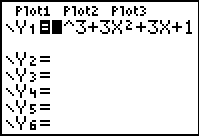 Plot1 Plot2 Plot3
\Y₁=█^3+3X²+3X+1
\Y₂=
\Y₃=
\Y₄=
\Y₅=
\Y₆=